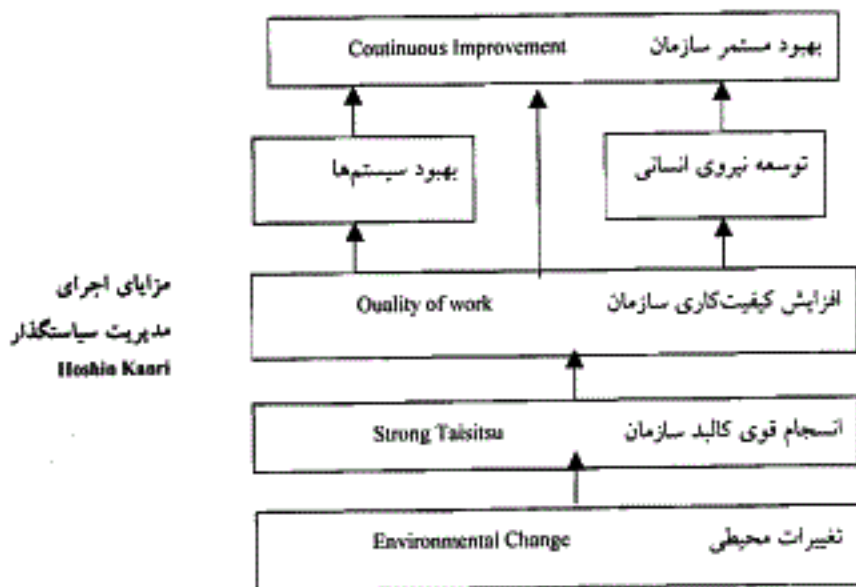 بهبود مستمر سازمان Coutinuous Improvement
توسعه نیروی انسانی
بهبود سیستم‌ها
افزایش کیفیت‌کاری سازمان Ouality of work
مزایای اجرای
مدیریت سیاستگذار
Hoshin Kanri
انسجام قوی کالبد سازمان Strong Taisitsu
تغییرات محیطی Environmental Change